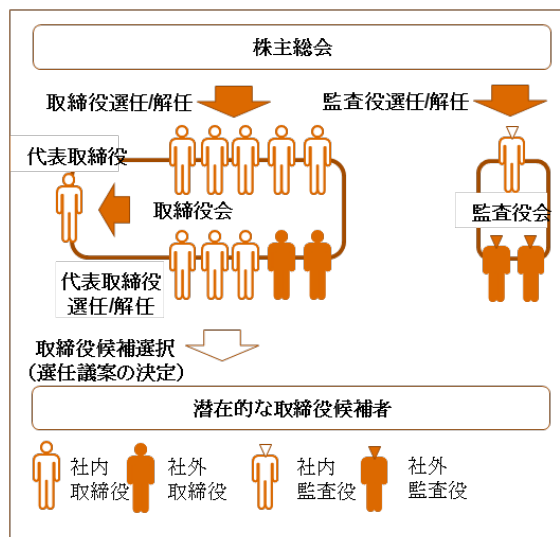 株主総会
取締役選任/解任
監査役選任/解任
代表取締役
取締役会
監査役会
代表取締役
選任/解任
取締役候補選択
（選任議案の決定）
潜在的な取締役候補者
社内
取締役
社外
取締役
社内
監査役
社外
監査役